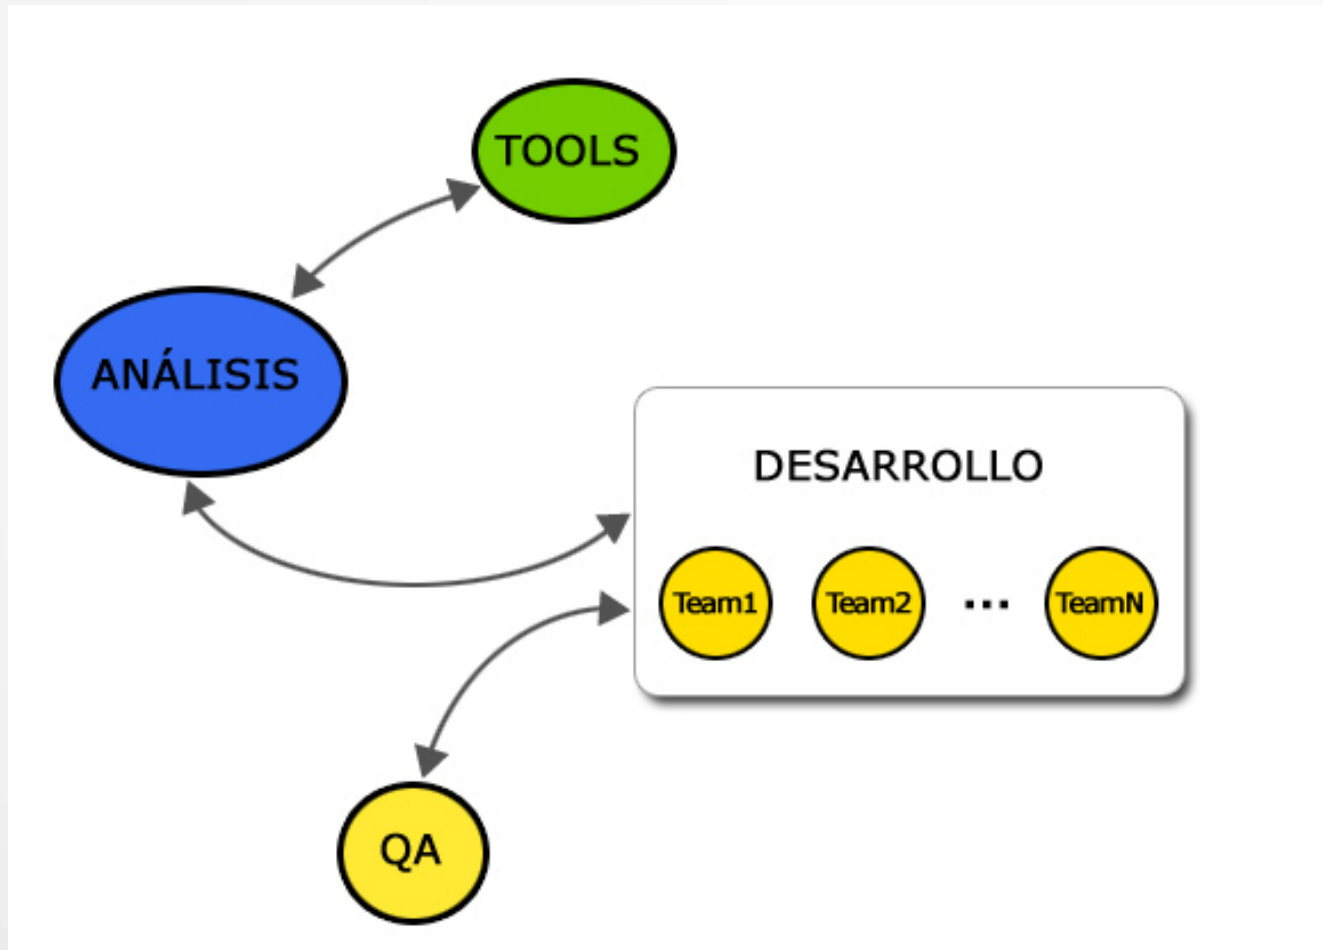 TOOLS
ANÁLISIS
DESARROLLO
Team1 Team2 ... TeamN
QA